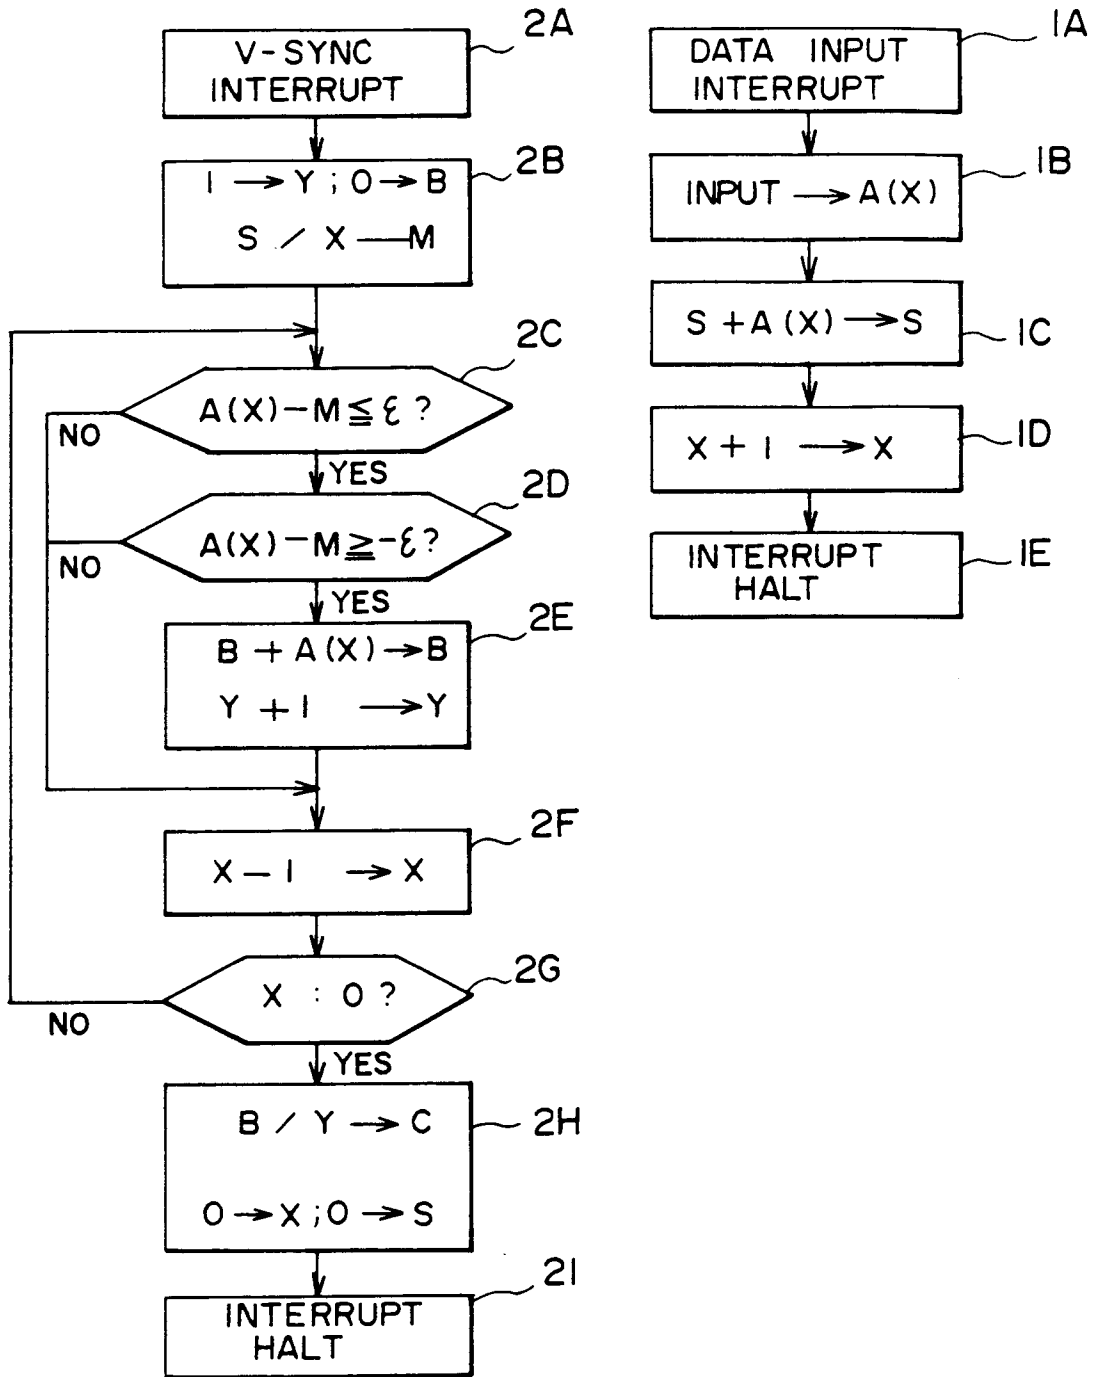 2A
V-SYNC
INTERRUPT
2B
1 → Y ; 0 → B
S / X — M
2C
A(X) – M ≦ ε ?
NO
YES
2D
A(X) – M ≧ -ε ?
NO
YES
2E
B + A(X) → B
Y + 1 → Y
2F
X – 1 → X
2G
X : 0 ?
NO
YES
2H
B / Y → C
0 → X ; 0 → S
2I
INTERRUPT
HALT
1A
DATA INPUT
INTERRUPT
1B
INPUT → A(X)
1C
S + A(X) → S
1D
X + 1 → X
1E
INTERRUPT
HALT